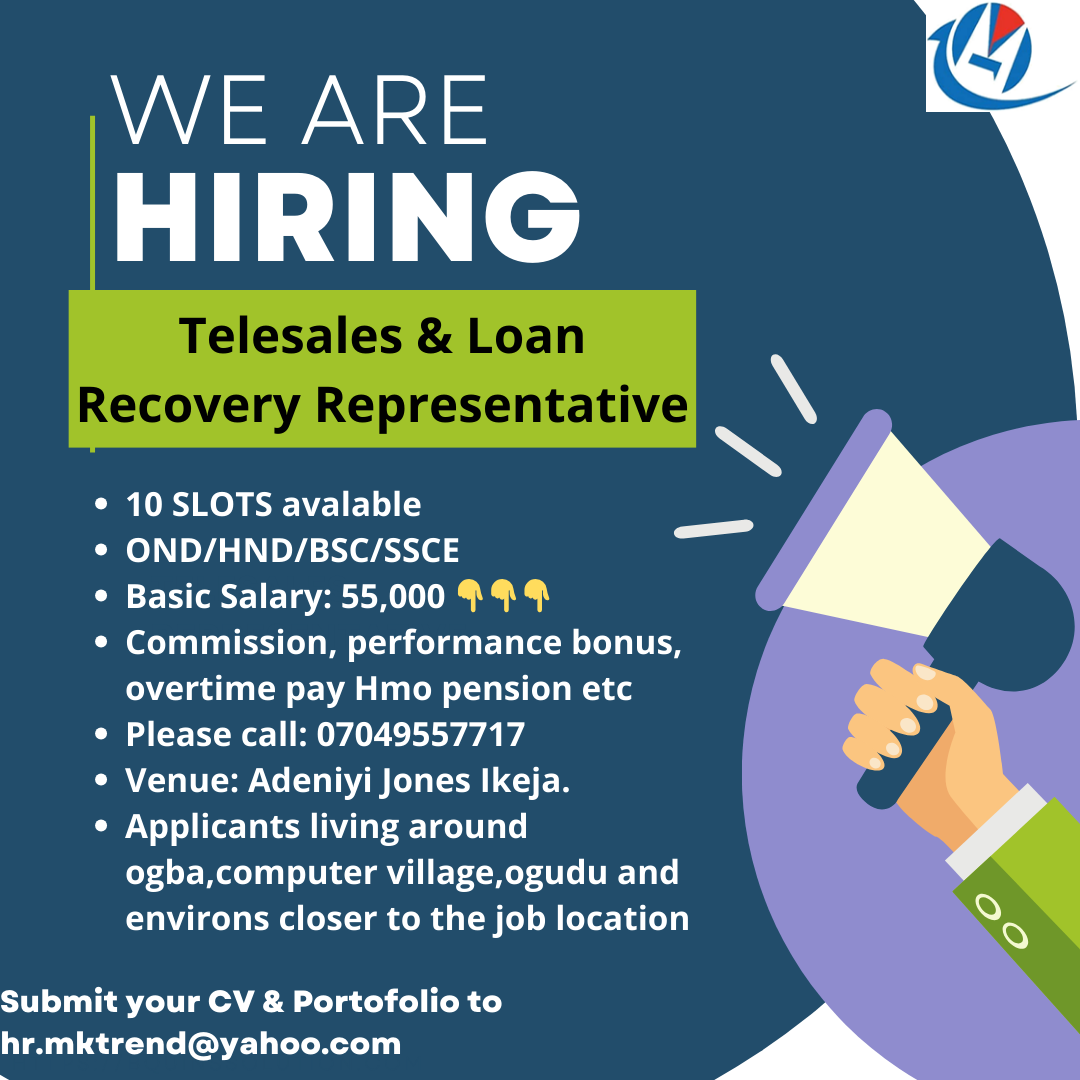 WE ARE
HIRING
Telesales & Loan
Recovery Representative
10 SLOTS avalable
OND/HND/BSC/SSCE
Basic Salary: 55,000 👇👇👇
Commission, performance bonus,
overtime pay Hmo pension etc
Please call: 07049557717
Venue: Adeniyi Jones Ikeja.
Applicants living around
ogba,computer village,ogudu and
environs closer to the job location
Submit your CV & Portofolio to
hr.mktrend@yahoo.com